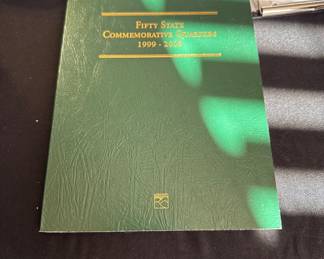 Fifty State
Commemorative Quarters
1999 - 2008